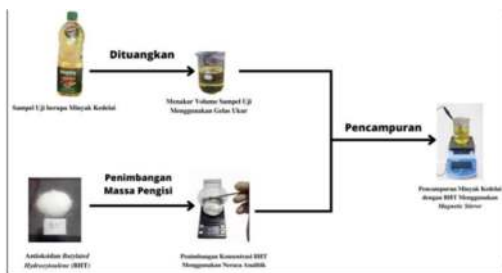 Dituangkan
Sampel Uji berupa Minyak Kedelai
Menakar Volume Sampel Uji
Menggunakan Gelas Ukur
Pencampuran
Penimbangan
Massa Pengisi
Pencampuran Minyak Kedelai
dengan BHT Menggunakan
Magnetic Stirrer
Antioksidan Butylated
Hydroxytoluene (BHT)
Penimbangan Konsentrasi BHT
Menggunakan Neraca Analitik